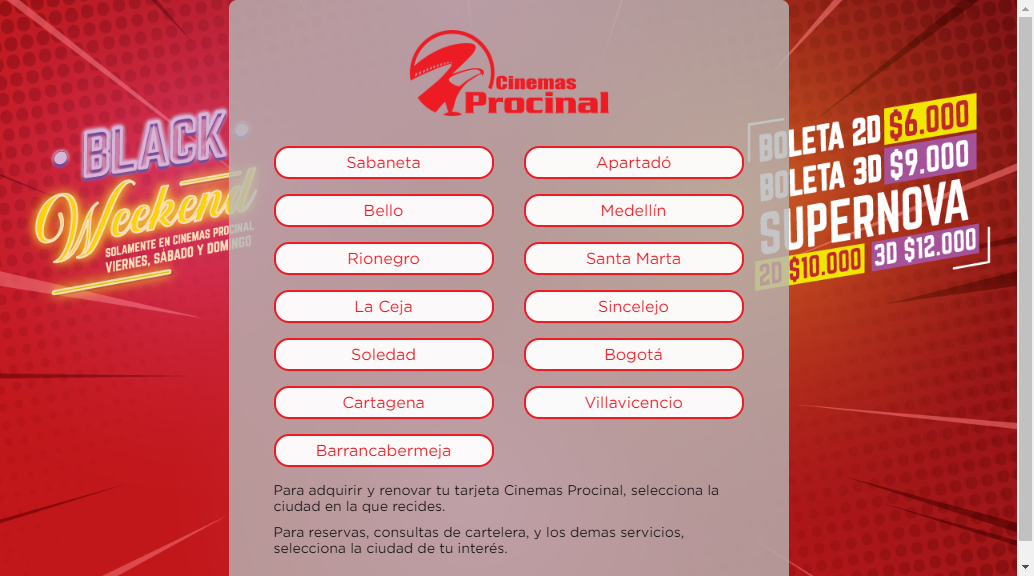 Cinemas
Procinal
BLACK
Weekend
SOLAMENTE EN CINEMAS PROCINAL
VIERNES, SÁBADO Y DOMINGO
BOLETA 2D $6.000
BOLETA 3D $9.000
SUPERNOVA
2D $10.000 3D $12.000
Sabaneta
Apartadó
Bello
Medellín
Rionegro
Santa Marta
La Ceja
Sincelejo
Soledad
Bogotá
Cartagena
Villavicencio
Barrancabermeja
Para adquirir y renovar tu tarjeta Cinemas Procinal, selecciona la
ciudad en la que recides.
Para reservas, consultas de cartelera, y los demas servicios,
selecciona la ciudad de tu interés.